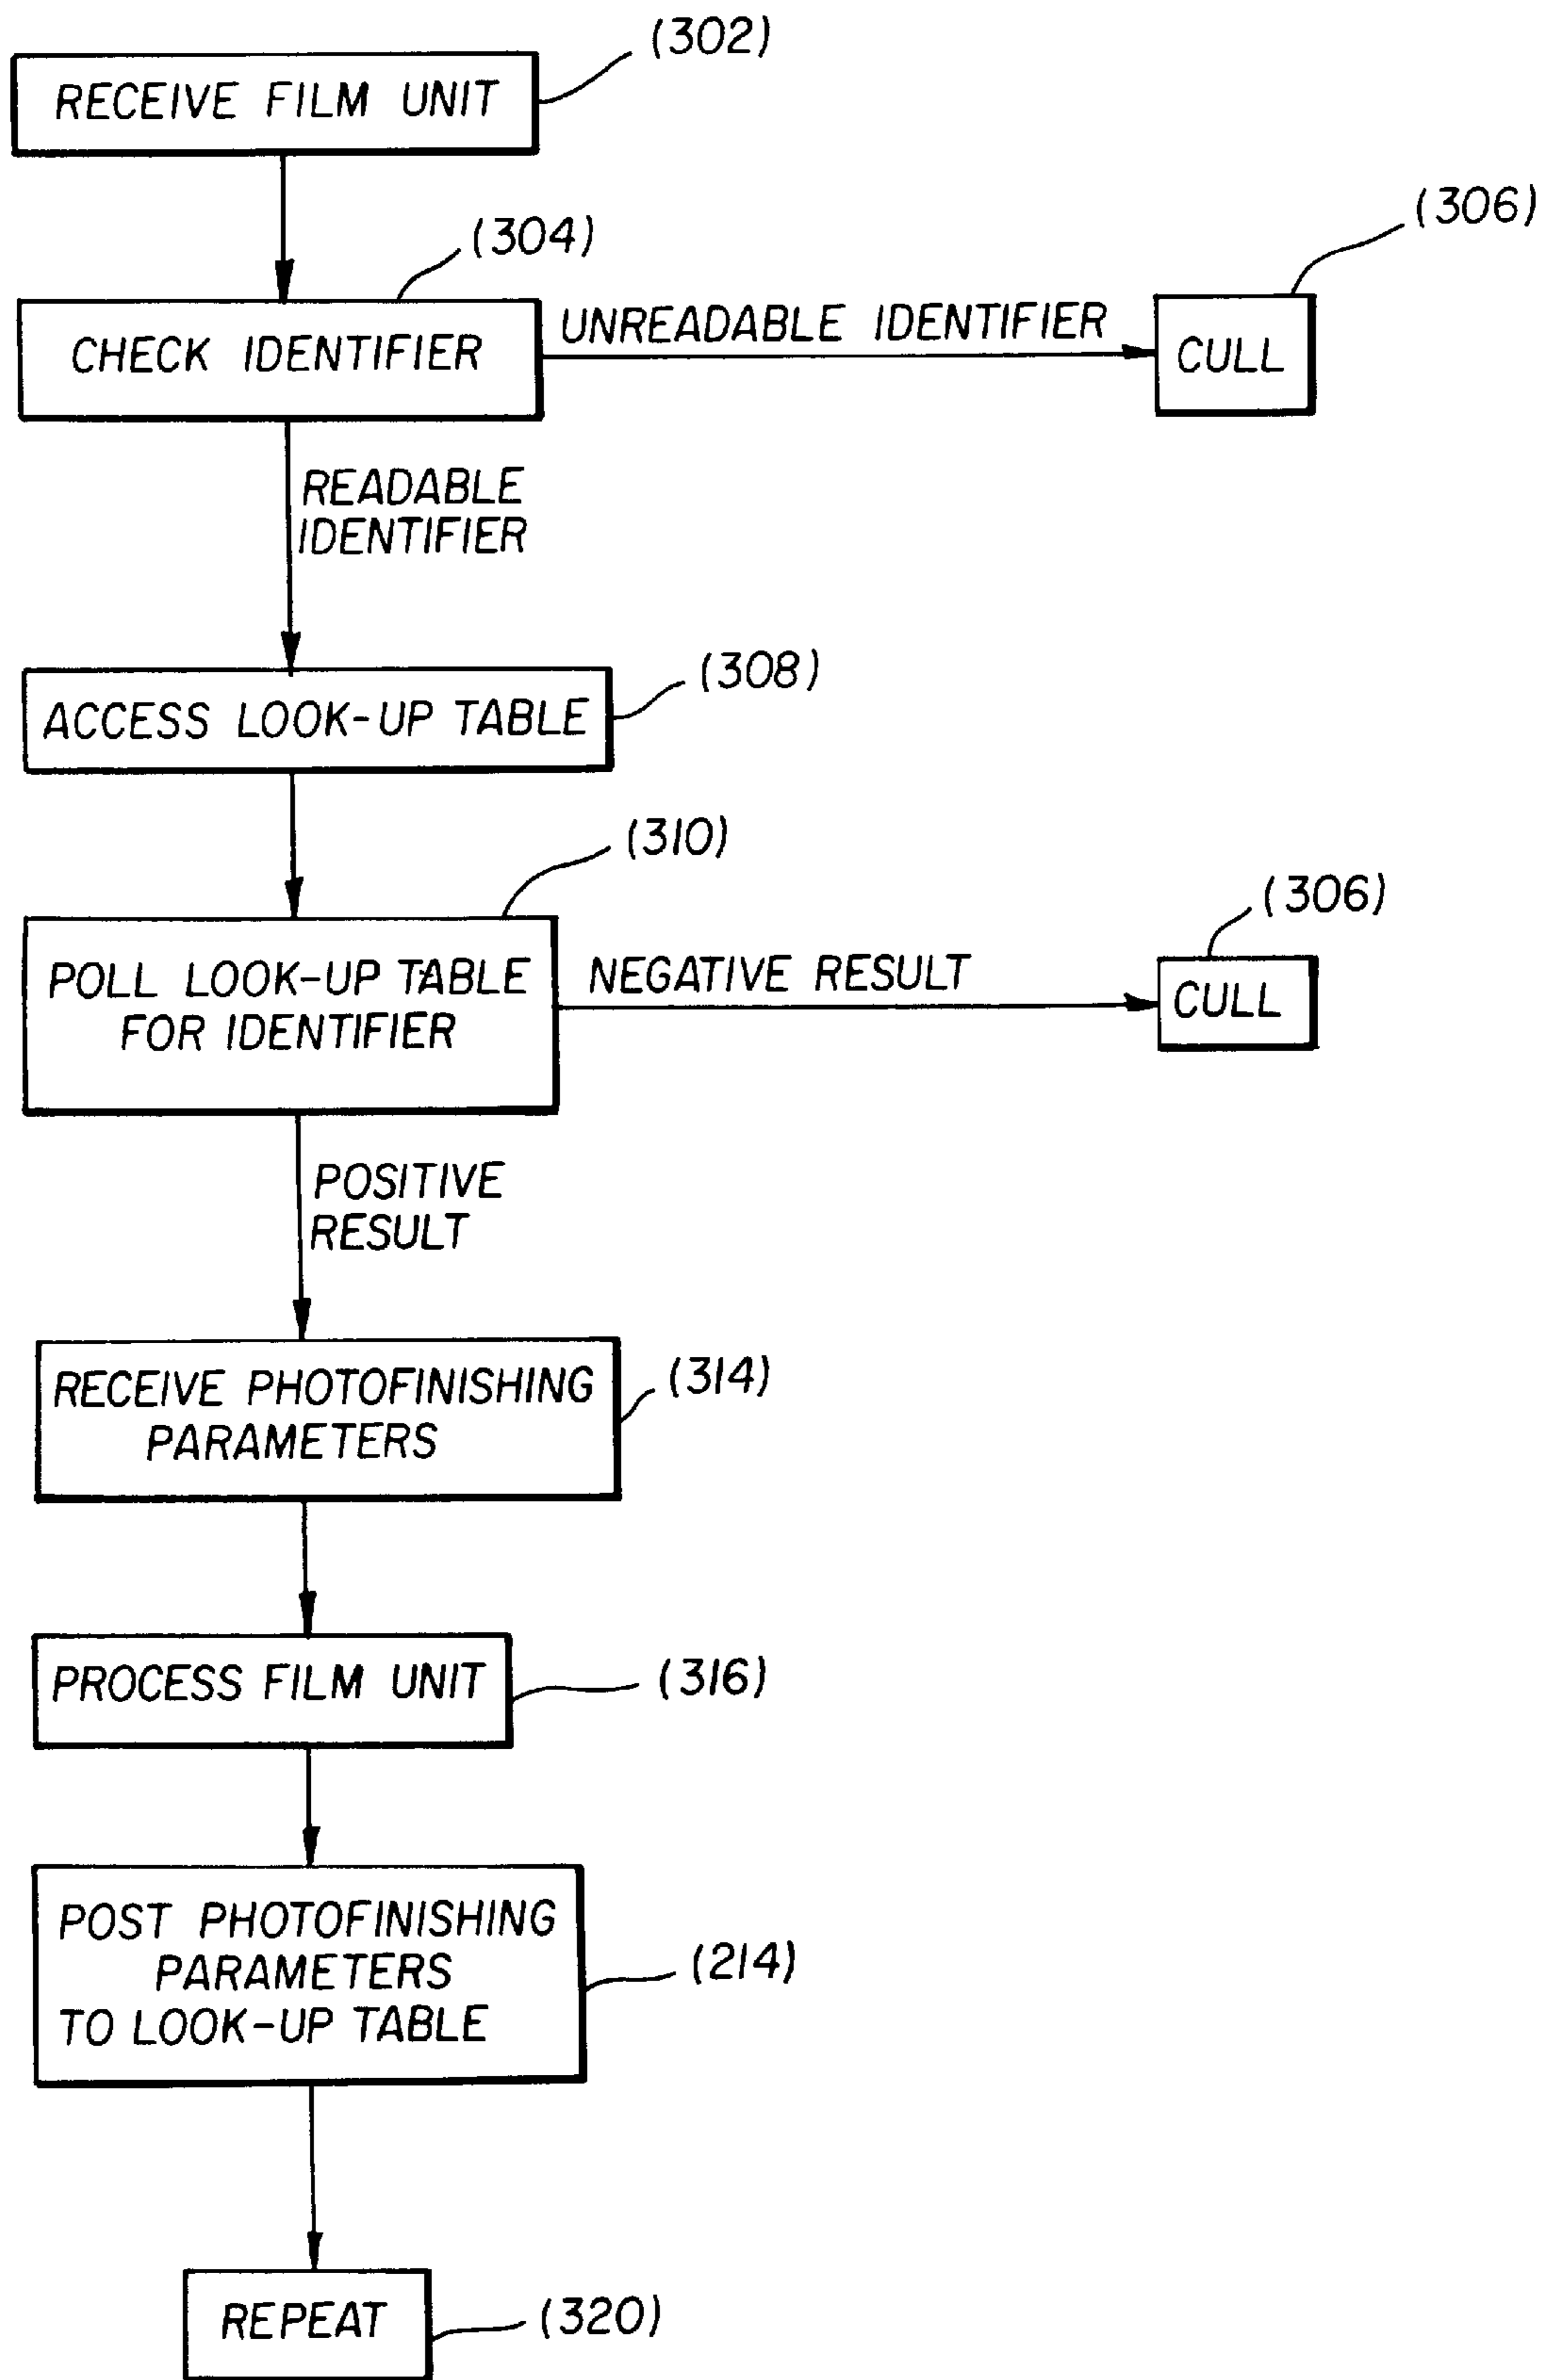 (302)
RECEIVE FILM UNIT
(304)
(306)
CHECK IDENTIFIER
UNREADABLE IDENTIFIER
CULL
READABLE
IDENTIFIER
(308)
ACCESS LOOK-UP TABLE
(310)
(306)
POLL LOOK-UP TABLE
FOR IDENTIFIER
NEGATIVE RESULT
CULL
POSITIVE
RESULT
RECEIVE PHOTOFINISHING
PARAMETERS
(314)
PROCESS FILM UNIT
(316)
POST PHOTOFINISHING
PARAMETERS
TO LOOK-UP TABLE
(214)
REPEAT
(320)